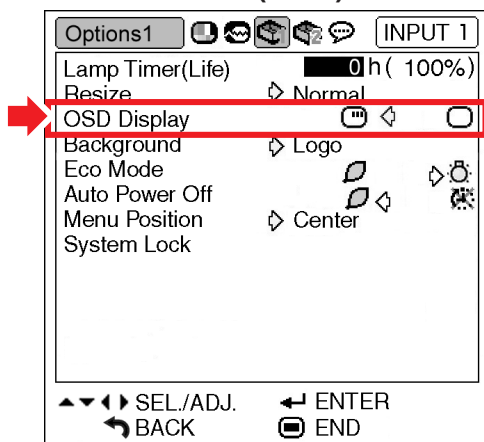 Options1 2 INPUT 1
Lamp Timer(Life) 0 h ( 100%)
Resize Normal
OSD Display
Background Logo
Eco Mode
Auto Power Off
Menu Position Center
System Lock
SEL./ADJ. ENTER
BACK END